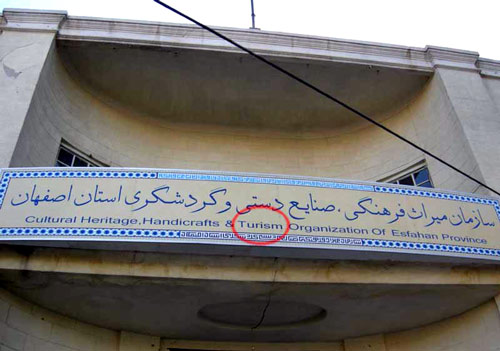 سازمان میراث فرهنگی، صنایع دستی و گردشگری استان اصفهان
Cultural Heritage,Handicrafts & Turism Organization Of Esfahan Province